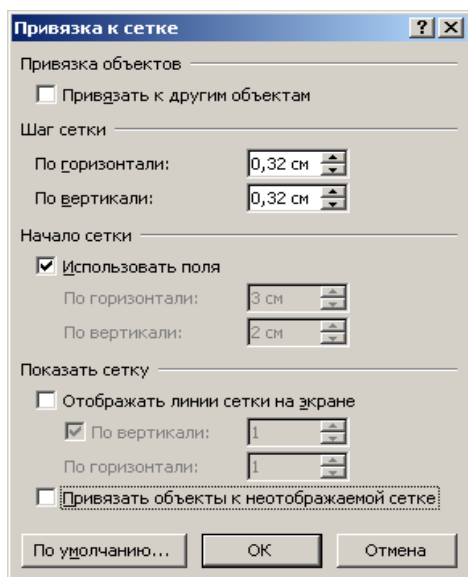 Привязка к сетке
Привязка объектов
Привязать к другим объектам
Шаг сетки
По горизонтали: 0,32 см
По вертикали: 0,32 см
Начало сетки
Использовать поля
По горизонтали: 3 см
По вертикали: 2 см
Показать сетку
Отображать линии сетки на экране
По вертикали: 1
По горизонтали: 1
Привязать объекты к неотображаемой сетке
По умолчанию... ОК Отмена